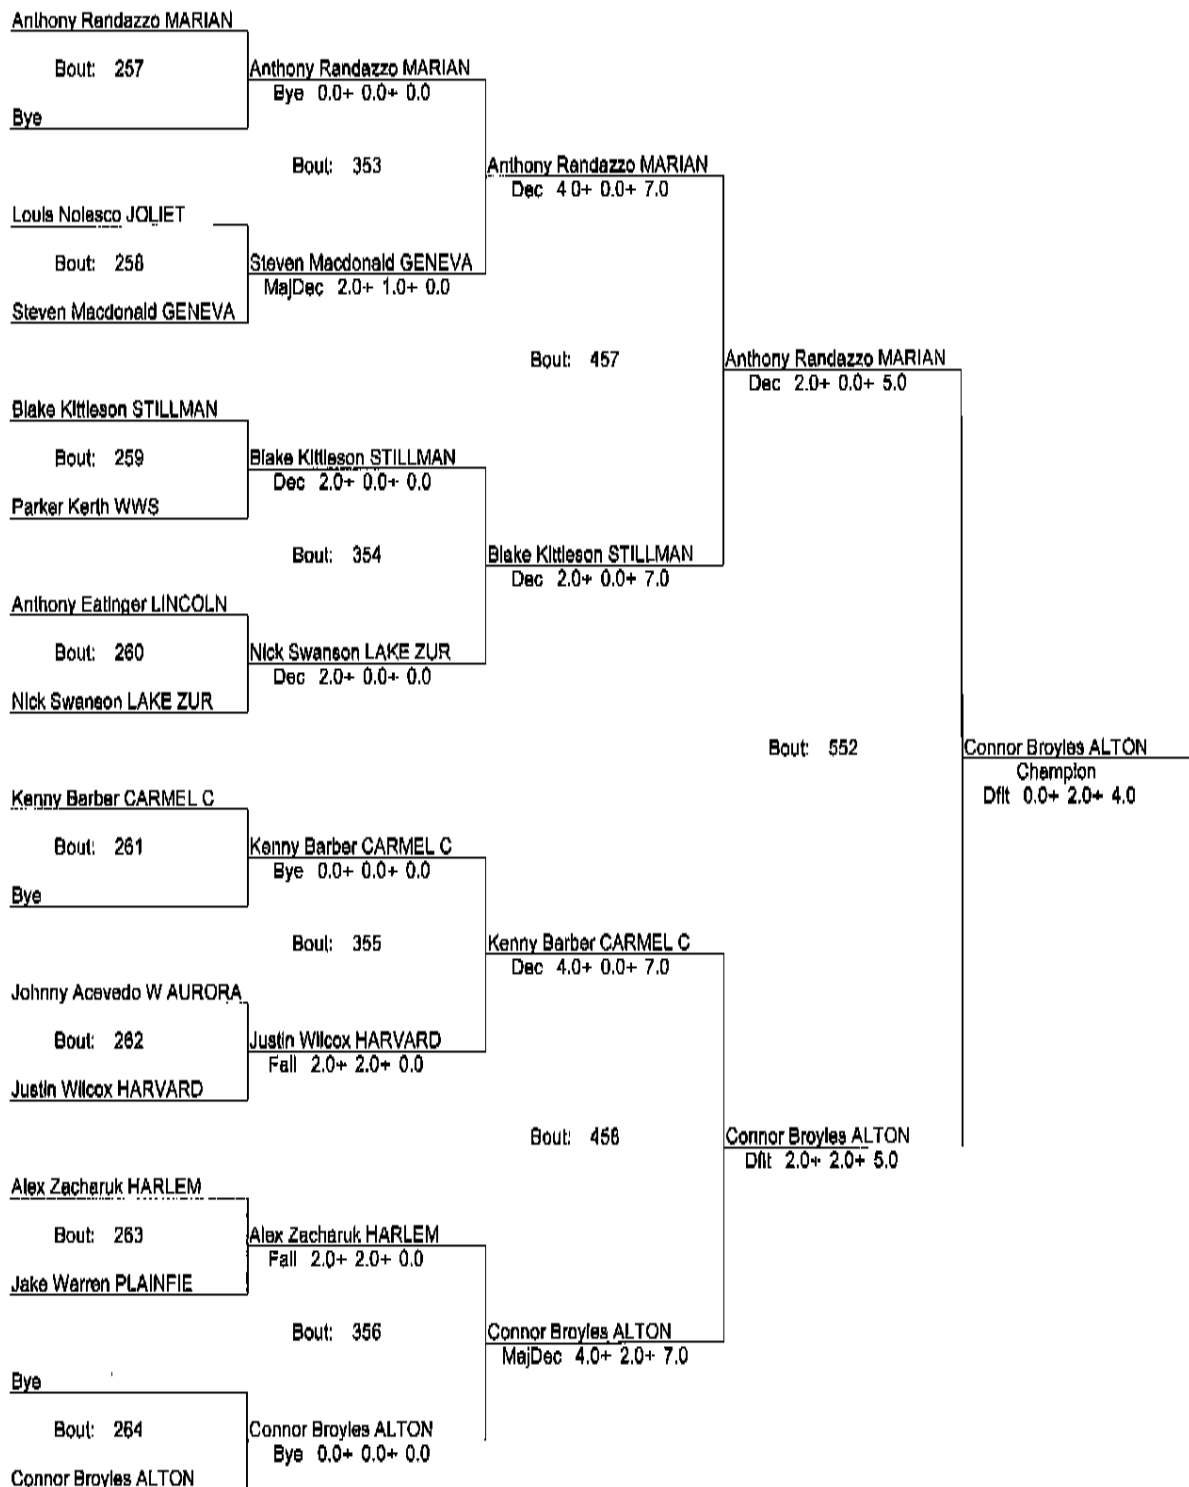 Anthony Randazzo MARIAN
Bout: 257
Anthony Randazzo MARIAN
Bye 0.0+ 0.0+ 0.0
Bye
Bout: 353
Anthony Randazzo MARIAN
Dec 4.0+ 0.0+ 7.0
Louis Nolasco JOLIET
Bout: 258
Steven Macdonald GENEVA
MajDec 2.0+ 1.0+ 0.0
Steven Macdonald GENEVA
Bout: 457
Anthony Randazzo MARIAN
Dec 2.0+ 0.0+ 5.0
Blake Kittleson STILLMAN
Bout: 259
Blake Kittleson STILLMAN
Dec 2.0+ 0.0+ 0.0
Parker Kerth WWS
Bout: 354
Blake Kittleson STILLMAN
Dec 2.0+ 0.0+ 7.0
Anthony Eatinger LINCOLN
Bout: 260
Nick Swanson LAKE ZUR
Dec 2.0+ 0.0+ 0.0
Nick Swanson LAKE ZUR
Bout: 552
Connor Broyles ALTON
Champion
Dflt 0.0+ 2.0+ 4.0
Kenny Barber CARMEL C
Bout: 261
Kenny Barber CARMEL C
Bye 0.0+ 0.0+ 0.0
Bye
Bout: 355
Kenny Barber CARMEL C
Dec 4.0+ 0.0+ 7.0
Johnny Acevedo W AURORA
Bout: 262
Justin Wilcox HARVARD
Fall 2.0+ 2.0+ 0.0
Justin Wilcox HARVARD
Bout: 458
Connor Broyles ALTON
Dflt 2.0+ 2.0+ 5.0
Alex Zacharuk HARLEM
Bout: 263
Alex Zacharuk HARLEM
Fall 2.0+ 2.0+ 0.0
Jake Warren PLAINFIE
Bout: 356
Connor Broyles ALTON
MajDec 4.0+ 2.0+ 7.0
Bye
Bout: 264
Connor Broyles ALTON
Bye 0.0+ 0.0+ 0.0
Connor Broyles ALTON